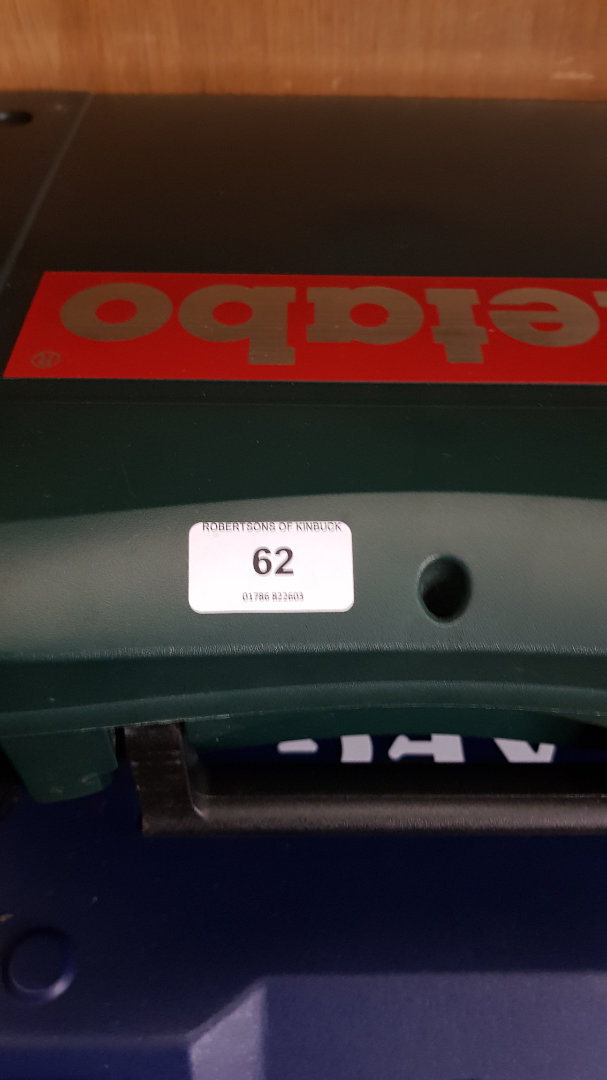 etabo
ROBERTSONS OF KINBUCK
62
01786 822603